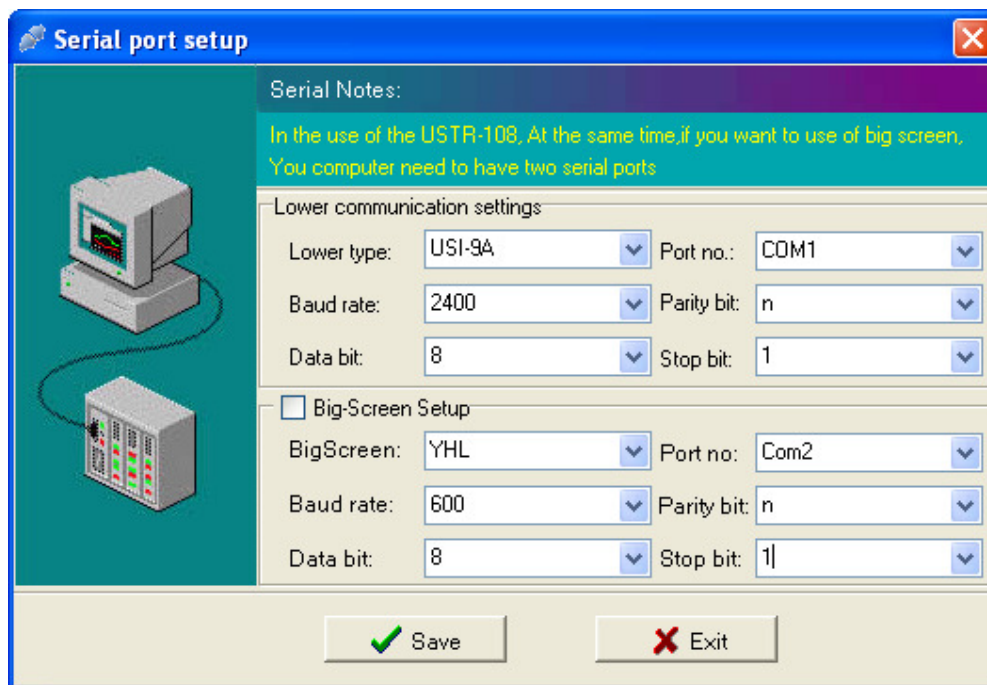 Serial port setup
Serial Notes:
In the use of the USTR-108, At the same time,if you want to use of big screen,
You computer need to have two serial ports
Lower communication settings
Lower type: USI-9A Port no.: COM1
Baud rate: 2400 Parity bit: n
Data bit: 8 Stop bit: 1
Big-Screen Setup
BigScreen: YHL Port no: Com2
Baud rate: 600 Parity bit: n
Data bit: 8 Stop bit: 1
Save Exit